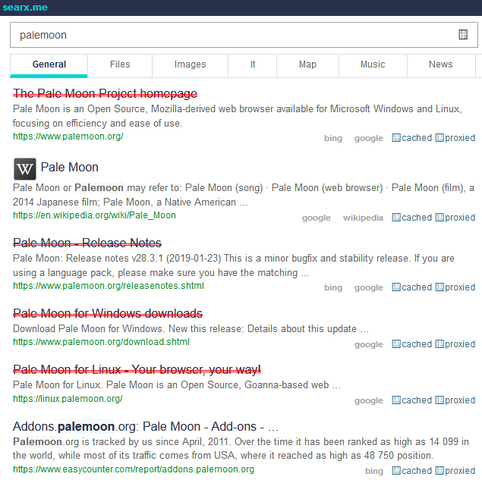 searx.me
palemoon
General Files Images It Map Music News
The Pale Moon Project homepage
Pale Moon is an Open Source, Mozilla-derived web browser available for Microsoft Windows and Linux,
focusing on efficiency and ease of use.
https://www.palemoon.org/
bing google cached proxied
W Pale Moon
Pale Moon or Palemoon may refer to: Pale Moon (song) · Pale Moon (web browser) · Pale Moon (film), a
2014 Japanese film; Pale Moon, a Native American ...
https://en.wikipedia.org/wiki/Pale_Moon
google wikipedia cached proxied
Pale Moon - Release Notes
Pale Moon: Release notes v28.3.1 (2019-01-23) This is a minor bugfix and stability release. If you are
using a language pack, please make sure you have the matching ...
https://www.palemoon.org/releasenotes.shtml
bing google cached proxied
Pale Moon for Windows downloads
Download Pale Moon for Windows. New this release: Details about this update ...
https://www.palemoon.org/download.shtml
google cached proxied
Pale Moon for Linux - Your browser, your way!
Pale Moon for Linux. Pale Moon is an Open Source, Goanna-based web ...
https://linux.palemoon.org/
google cached proxied
Addons.palemoon.org: Pale Moon - Add-ons - ...
Palemoon.org is tracked by us since April, 2011. Over the time it has been ranked as high as 14 099 in
the world, while most of its traffic comes from USA, where it reached as high as 48 750 position.
https://www.easycounter.com/report/addons.palemoon.org
bing cached proxied